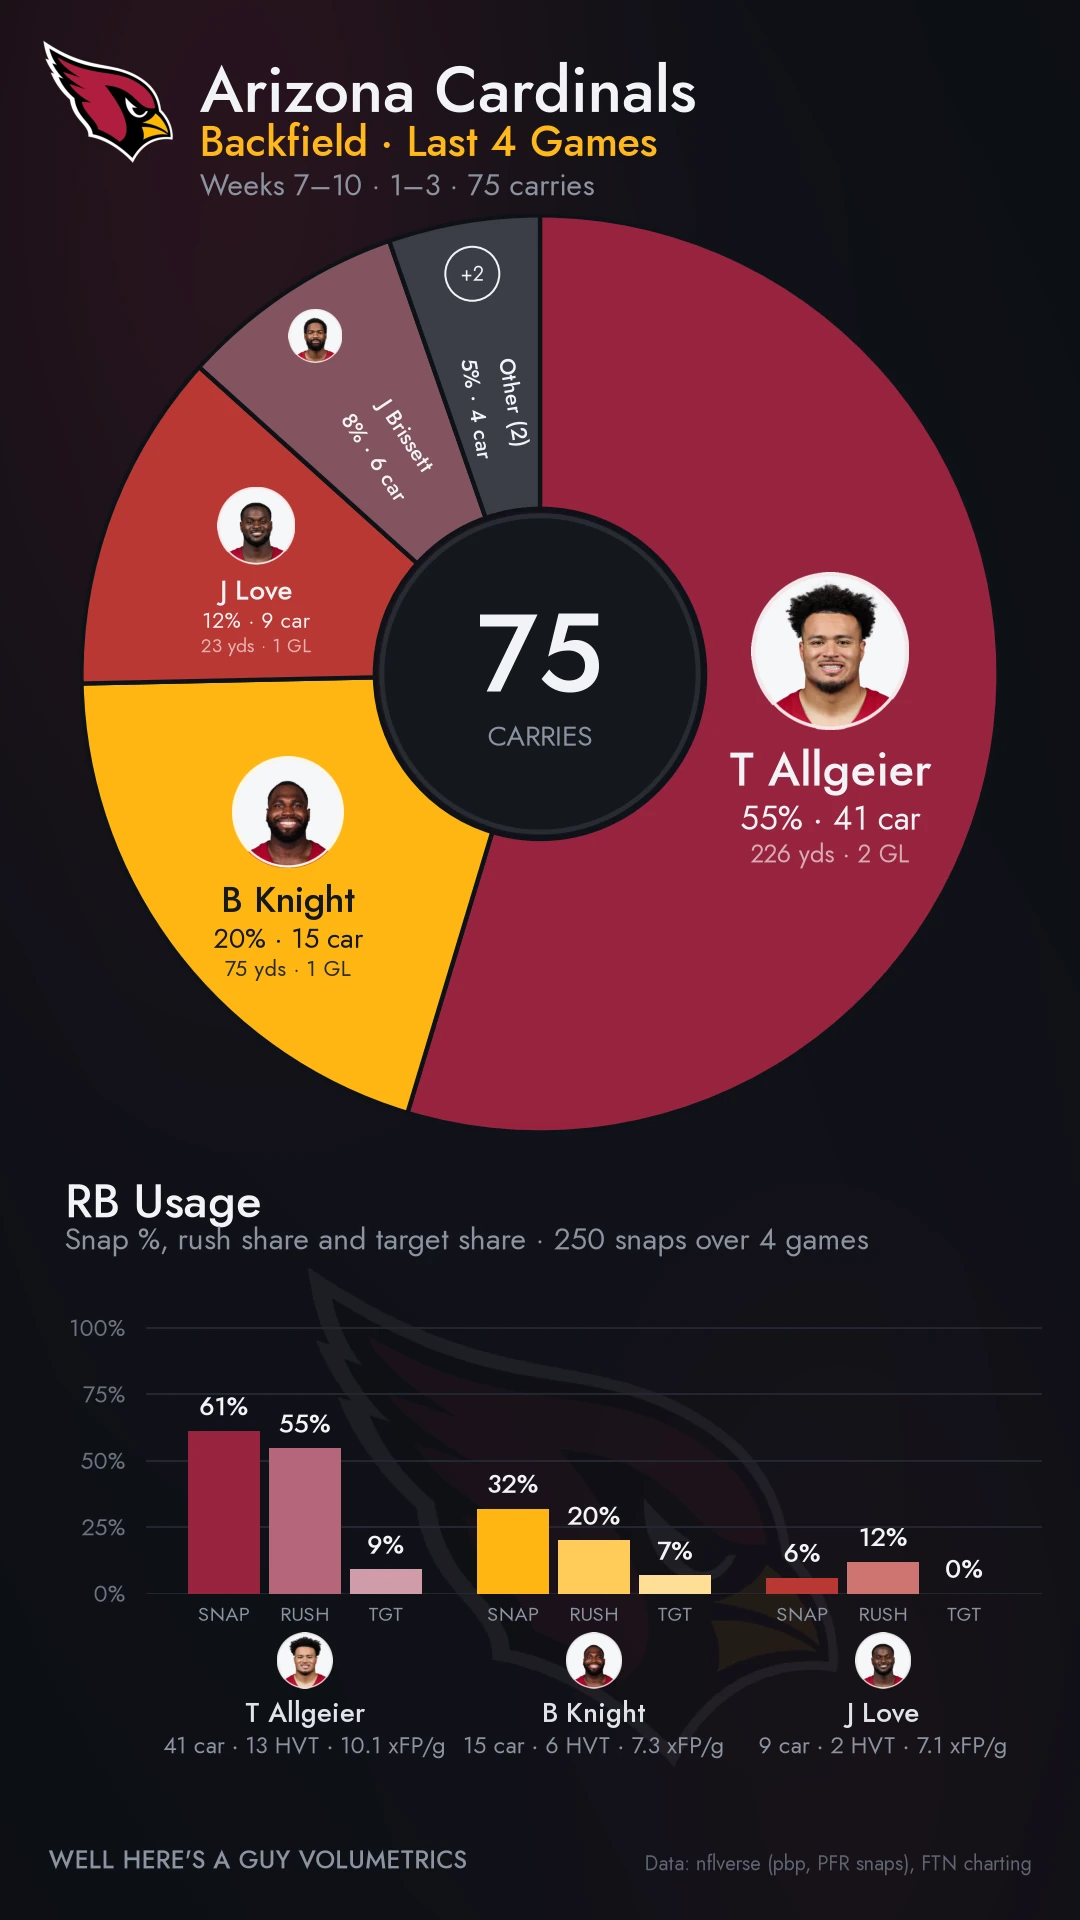 Arizona Cardinals
Backfield · Last 4 Games
Weeks 7–10 · 1–3 · 75 carries
+2
Other (2)
5% · 4 car
J Brissett
8% · 6 car
J Love
12% · 9 car
23 yds · 1 GL
75
CARRIES
T Allgeier
55% · 41 car
226 yds · 2 GL
B Knight
20% · 15 car
75 yds · 1 GL
RB Usage
Snap %, rush share and target share · 250 snaps over 4 games
100%
75%
50%
25%
0%
61% 55% 9% 32% 20% 7% 6% 12% 0%
SNAP RUSH TGT SNAP RUSH TGT SNAP RUSH TGT
T Allgeier B Knight J Love
41 car · 13 HVT · 10.1 xFP/g 15 car · 6 HVT · 7.3 xFP/g 9 car · 2 HVT · 7.1 xFP/g
WELL HERE'S A GUY VOLUMETRICS
Data: nflverse (pbp, PFR snaps), FTN charting